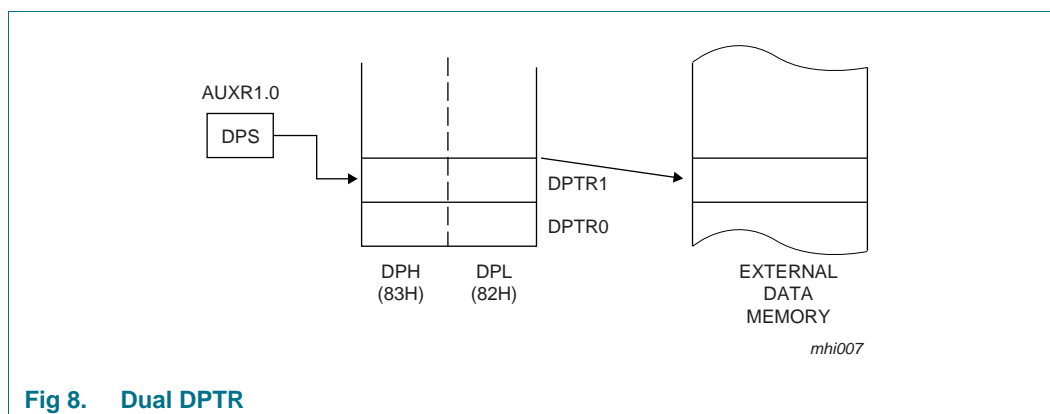 AUXR1.0
DPS
DPTR1
DPTR0
DPH
(83H)
DPL
(82H)
EXTERNAL
DATA
MEMORY
mhi007
Fig 8. Dual DPTR